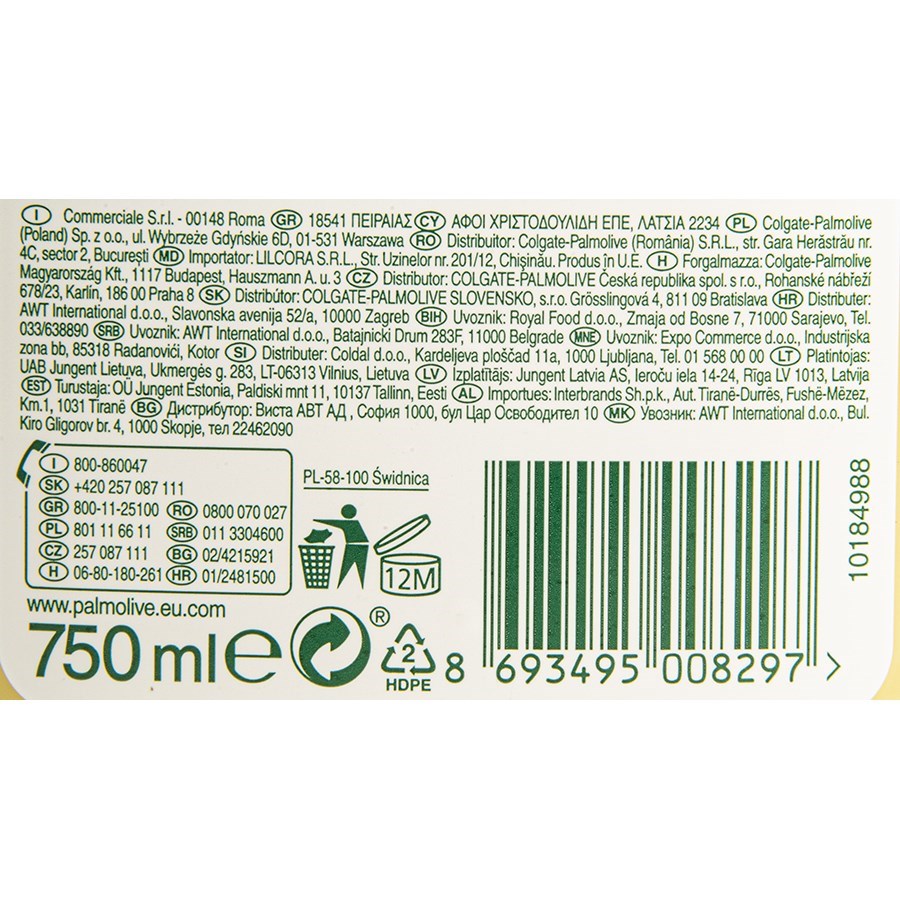 I Commerciale S.r.l. - 00148 Roma GR 18541 ΠΕΙΡΑΙΑΣ CY ΑΦΟΙ ΧΡΙΣΤΟΔΟΥΛΙΔΗ ΕΠΕ, ΛΑΤΣΙΑ 2234 PL Colgate-Palmolive
(Poland) Sp. z o.o., ul. Wybrzeże Gdyńskie 6D, 01-531 Warszawa RO Distribuitor: Colgate-Palmolive (România) S.R.L., str. Gara Herăstrău nr.
4C, sector 2, Bucureşti MD Importator: LILCORA S.R.L., Str. Uzinelor nr. 201/12, Chişinău. Produs în U.E. H Forgalmazza: Colgate-Palmolive
Magyarország Kft., 1117 Budapest, Hauszmann A. u. 3 CZ Distributor: COLGATE-PALMOLIVE Česká republika spol. s r.o., Rohanské nábřeží
678/23, Karlín, 186 00 Praha 8 SK Distribútor: COLGATE-PALMOLIVE SLOVENSKO, s.r.o. Grösslingová 4, 811 09 Bratislava HR Distributer:
AWT International d.o.o., Slavonska avenija 52/a, 10000 Zagreb BIH Uvoznik: Royal Food d.o.o., Zmaja od Bosne 7, 71000 Sarajevo, Tel.
033/638890 SRB Uvoznik: AWT International d.o.o., Batajnički Drum 283F, 11000 Belgrade MNE Uvoznik: Expo Commerce d.o.o., Industrijska
zona bb, 85318 Radanovići, Kotor SI Distributer: Coldal d.o.o., Kardeljeva ploščad 11a, 1000 Ljubljana, Tel. 01 568 00 00 LT Platintojas:
UAB Jungent Lietuva, Ukmergės g. 283, LT-06313 Vilnius, Lietuva LV Izplatītājs: Jungent Latvia AS, Ieroču iela 14-24, Rīga LV 1013, Latvija
EST Turustaja: OÜ Jungent Estonia, Paldiski mnt 11, 10137 Tallinn, Eesti AL Importues: Interbrands Sh.p.k., Aut. Tiranë-Durrës, Fushë-Mëzez,
Km.1, 1031 Tiranë BG Дистрибутор: Виста АВТ АД , София 1000, бул Цар Освободител 10 MK Увозник: AWT International d.o.o., Bul.
Kiro Gligorov br. 4, 1000 Skopje, тел 22462090
I 800-860047
SK +420 257 087 111
GR 800-11-25100 RO 0800 070 027
PL 801 11 66 11 SRB 011 3304600
CZ 257 087 111 BG 02/4215921
H 06-80-180-261 HR 01/2481500
www.palmolive.eu.com
PL-58-100 Świdnica
12M
750 ml e
®
2
HDPE
8 693495 008297 >
10184988